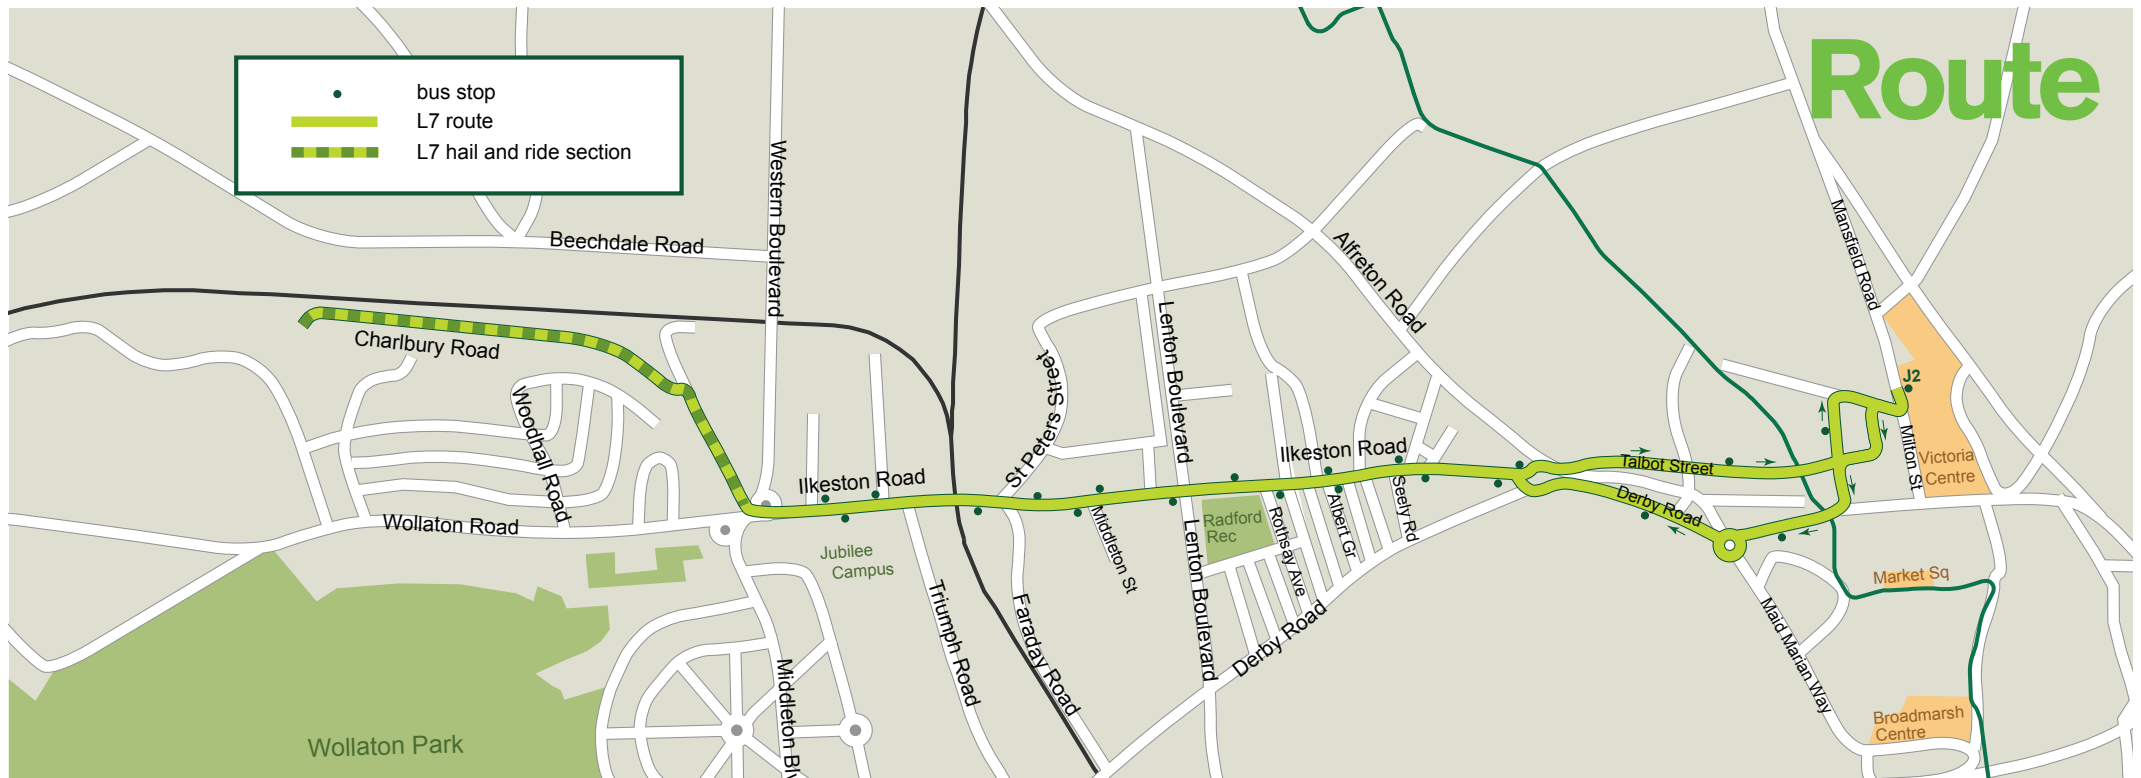 Route
bus stop
L7 route
L7 hail and ride section
Western Boulevard
Beechdale Road
Mansfield Road
Alfreton Road
Charlbury Road
Lenton Boulevard
St Peters Street
J2
Woodhall Road
Milton St
Victoria
Centre
Ilkeston Road
Ilkeston Road
Talbot Street
Seely Rd
Derby Road
Wollaton Road
Radford
Rec
Rothsay Ave
Albert Gr
Middleton St
Lenton Boulevard
Jubilee
Campus
Market Sq
Triumph Road
Faraday Road
Derby Road
Maid Marian Way
Middleton Blv
Broadmarsh
Centre
Wollaton Park